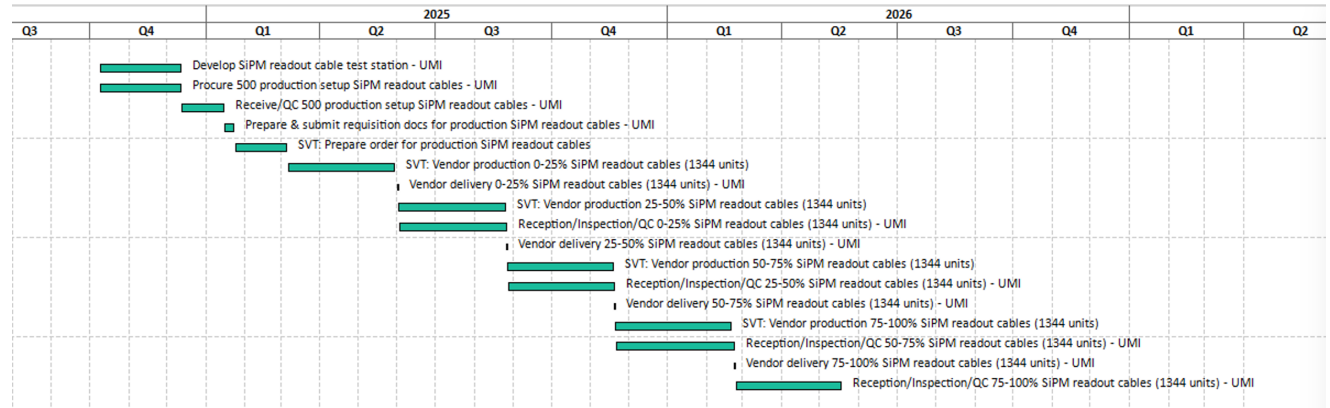 2025 2026
Q3 Q4 Q1 Q2 Q3 Q4 Q1 Q2 Q3 Q4 Q1 Q2
Develop SiPM readout cable test station - UMI
Procure 500 production setup SiPM readout cables - UMI
Receive/QC 500 production setup SiPM readout cables - UMI
Prepare & submit requisition docs for production SiPM readout cables - UMI
SVT: Prepare order for production SiPM readout cables
SVT: Vendor production 0-25% SiPM readout cables (1344 units)
Vendor delivery 0-25% SiPM readout cables (1344 units) - UMI
SVT: Vendor production 25-50% SiPM readout cables (1344 units)
Reception/Inspection/QC 0-25% SiPM readout cables (1344 units) - UMI
Vendor delivery 25-50% SiPM readout cables (1344 units) - UMI
SVT: Vendor production 50-75% SiPM readout cables (1344 units)
Reception/Inspection/QC 25-50% SiPM readout cables (1344 units) - UMI
Vendor delivery 50-75% SiPM readout cables (1344 units) - UMI
SVT: Vendor production 75-100% SiPM readout cables (1344 units)
Reception/Inspection/QC 50-75% SiPM readout cables (1344 units) - UMI
Vendor delivery 75-100% SiPM readout cables (1344 units) - UMI
Reception/Inspection/QC 75-100% SiPM readout cables (1344 units) - UMI